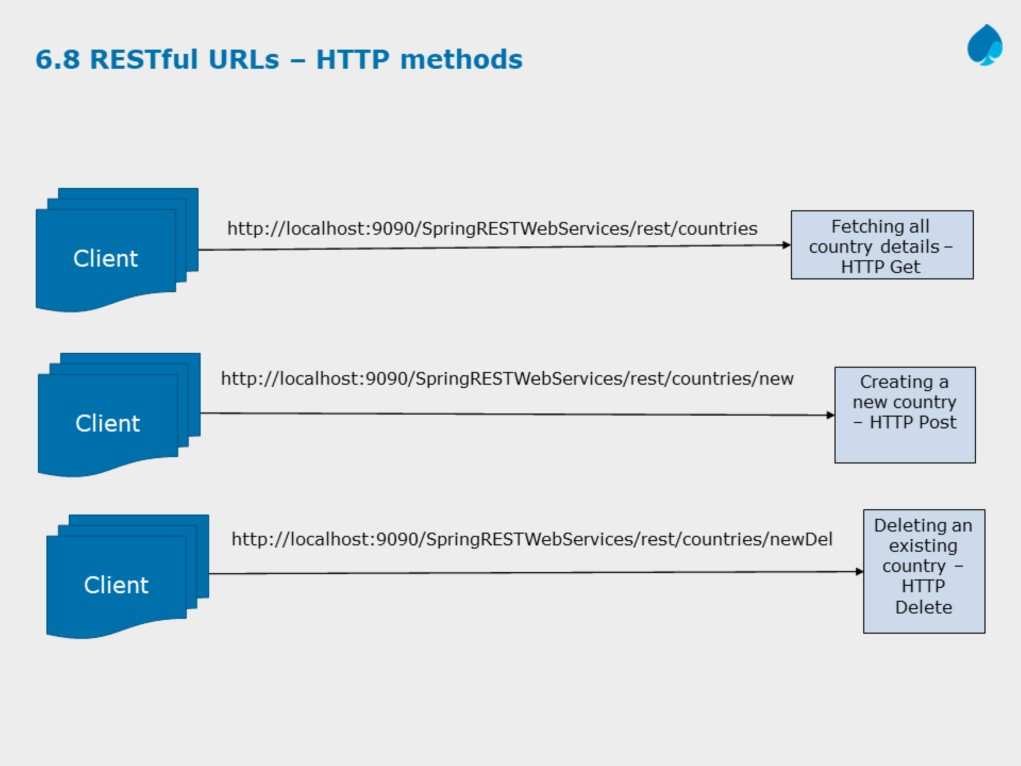 6.8 RESTful URLs – HTTP methods
Client
http://localhost:9090/SpringRESTWebServices/rest/countries
Fetching all
country details –
HTTP Get
Client
http://localhost:9090/SpringRESTWebServices/rest/countries/new
Creating a
new country
– HTTP Post
Client
http://localhost:9090/SpringRESTWebServices/rest/countries/newDel
Deleting an
existing
country –
HTTP
Delete